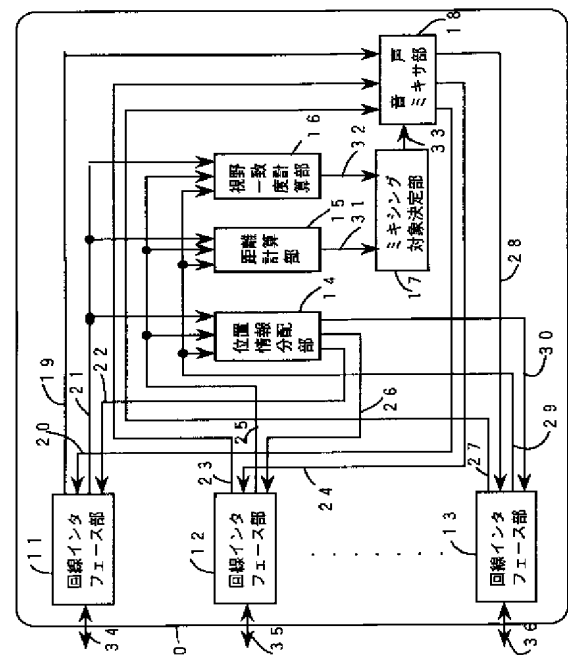 11
回線インタ
フェース部
34
12
回線インタ
フェース部
35
13
回線インタ
フェース部
36
19
20
21
22
23
24
25
26
27
28
29
30
14
位置
情報
分配
部
15
距離
計算
部
31
16
視野
一致
度計
算部
32
17
ミキシング
対象決定部
33
18
音声
ミキサ部